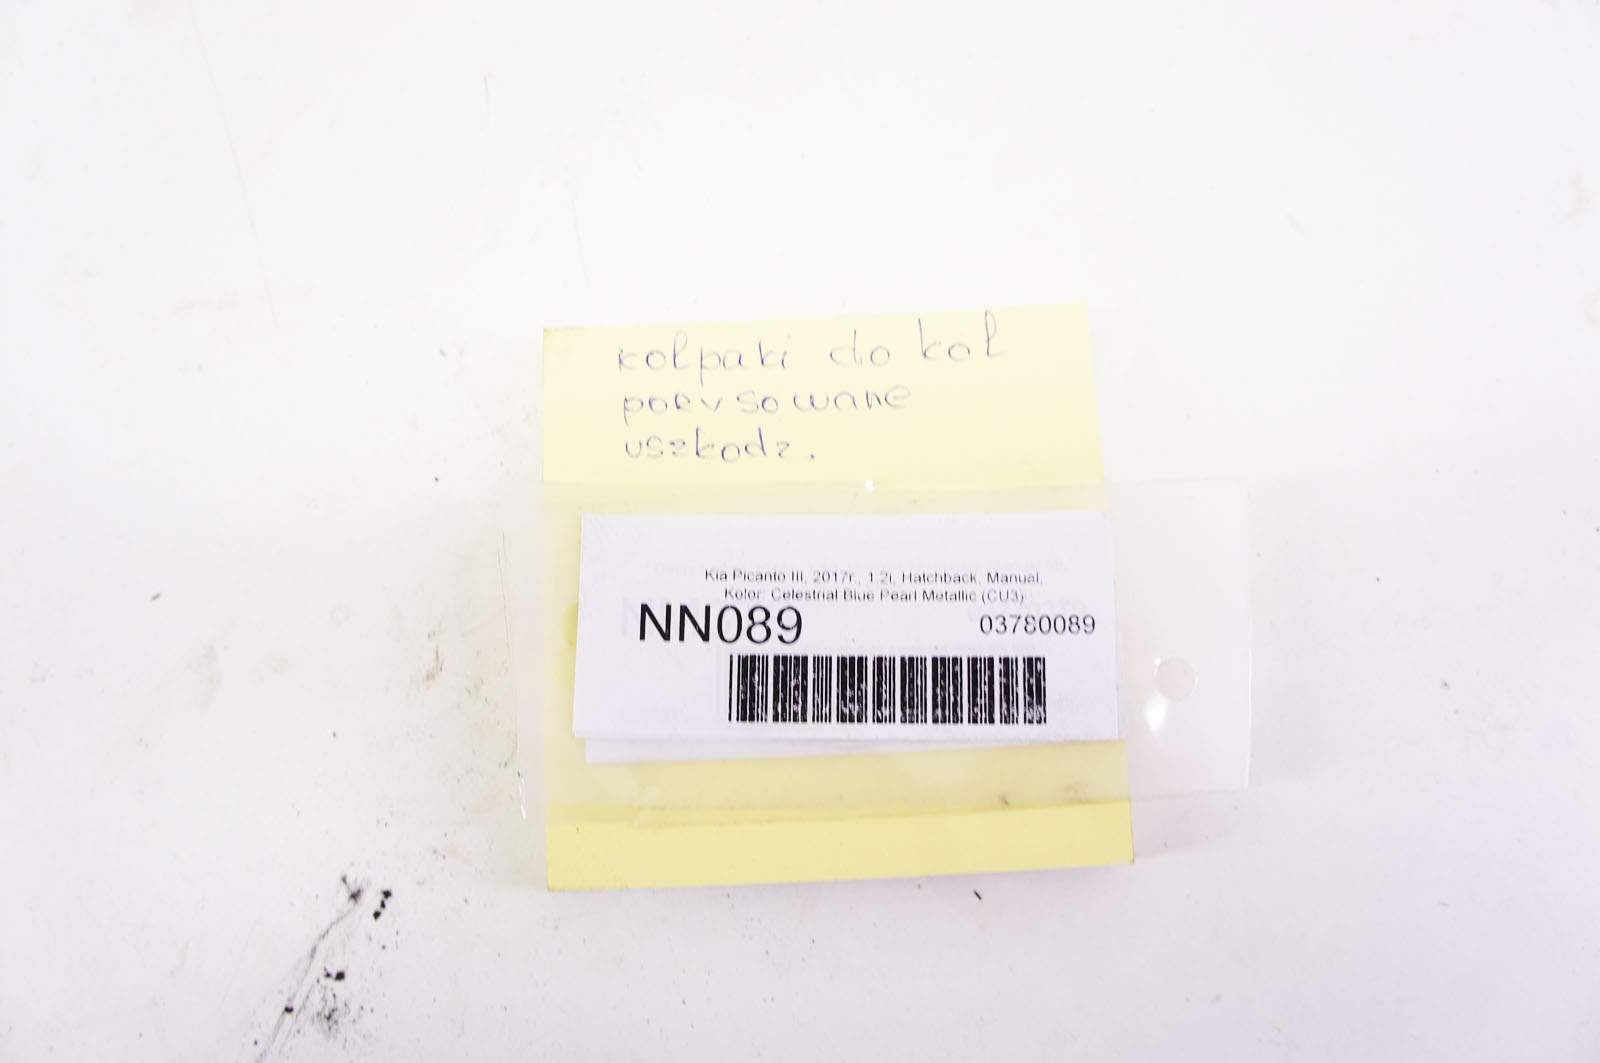 kołpaki do kół
porysowane
uszkodz.
Kia Picanto III, 2017r., 1.2i, Hatchback, Manual,
Kolor: Celestrial Blue Pearl Metallic (CU3)
NN089
03780089